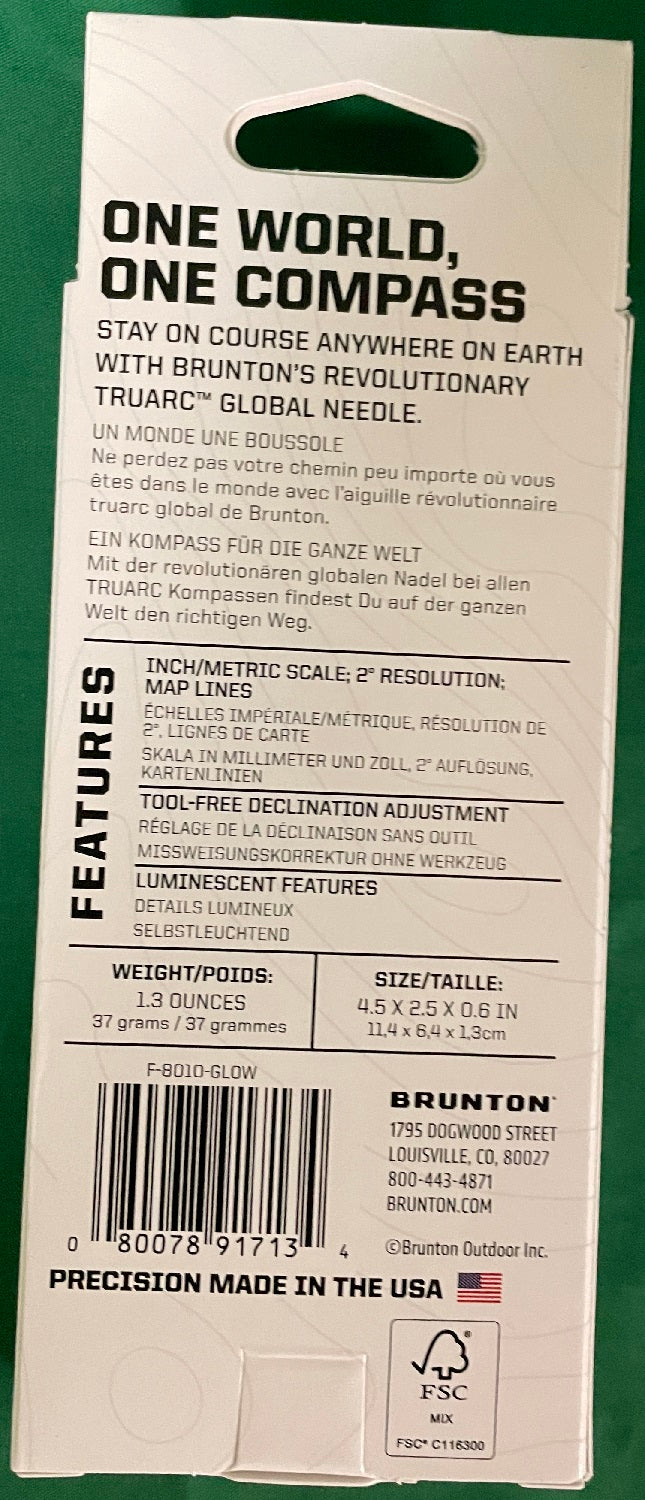 ONE WORLD,
ONE COMPASS
STAY ON COURSE ANYWHERE ON EARTH
WITH BRUNTON'S REVOLUTIONARY
TRUARC™ GLOBAL NEEDLE.
UN MONDE UNE BOUSSOLE
Ne perdez pas votre chemin peu importe où vous
êtes dans le monde avec l'aiguille révolutionnaire
truarc global de Brunton.
EIN KOMPASS FÜR DIE GANZE WELT
Mit der revolutionären globalen Nadel bei allen
TRUARC Kompassen findest Du auf der ganzen
Welt den richtigen Weg.
FEATURES
INCH/METRIC SCALE; 2° RESOLUTION;
MAP LINES
ÉCHELLES IMPÉRIALE/MÉTRIQUE, RÉSOLUTION DE
2°, LIGNES DE CARTE
SKALA IN MILLIMETER UND ZOLL, 2° AUFLÖSUNG,
KARTENLINIEN
TOOL-FREE DECLINATION ADJUSTMENT
RÉGLAGE DE LA DÉCLINAISON SANS OUTIL
MISSWEISUNGSKORREKTUR OHNE WERKZEUG
LUMINESCENT FEATURES
DETAILS LUMINEUX
SELBSTLEUCHTEND
WEIGHT/POIDS:
1.3 OUNCES
37 grams / 37 grammes
SIZE/TAILLE:
4.5 X 2.5 X 0.6 IN
11,4 x 6,4 x 1,3cm
F-8010-GLOW
0 80078 91713 4
BRUNTON
1795 DOGWOOD STREET
LOUISVILLE, CO, 80027
800-443-4871
BRUNTON.COM
©Brunton Outdoor Inc.
PRECISION MADE IN THE USA
FSC
MIX
FSC® C116300